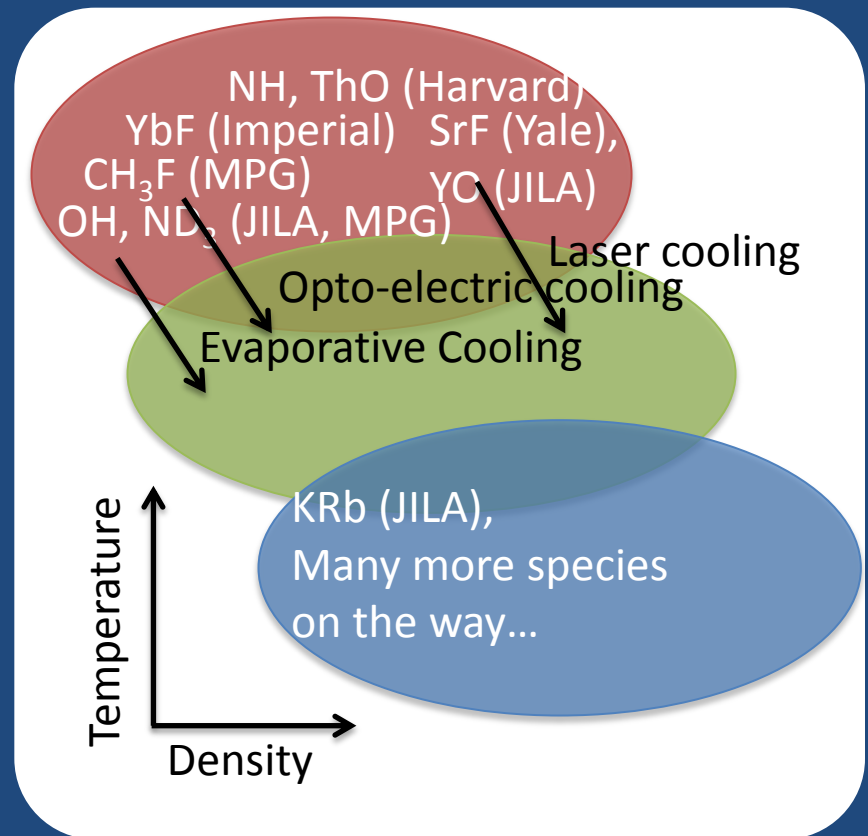 NH, ThO (Harvard)
YbF (Imperial) SrF (Yale),
CH₃F (MPG) YO (JILA)
OH, ND₃ (JILA, MPG)
Laser cooling
Opto-electric cooling
Evaporative Cooling
KRb (JILA),
Many more species
on the way…
Temperature
Density